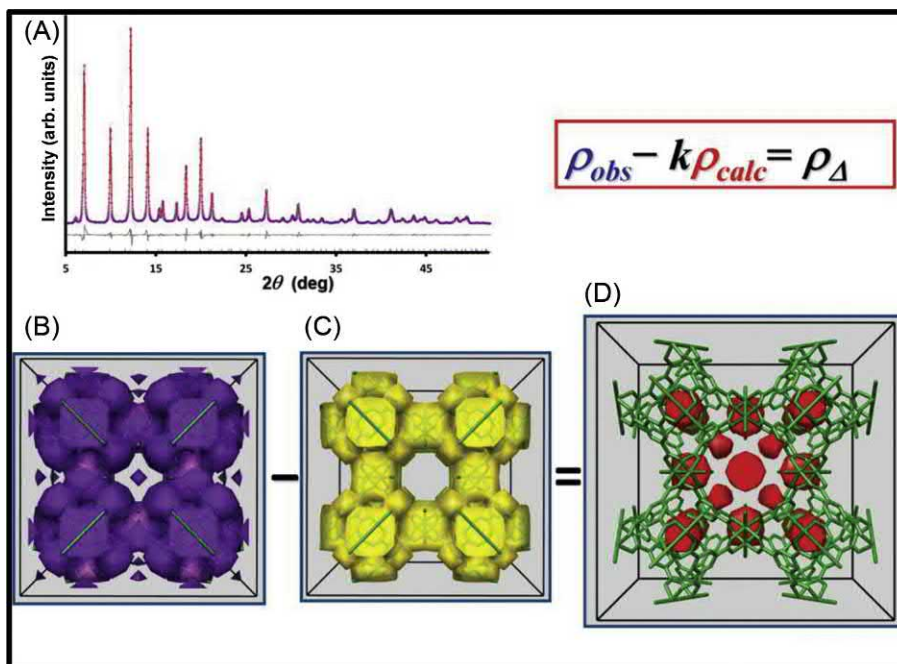 (A)
Intensity (arb. units)
5 15 25 35 45
2θ (deg)
ρobs – kρcalc = ρΔ
(B)
(C)
(D)
– =